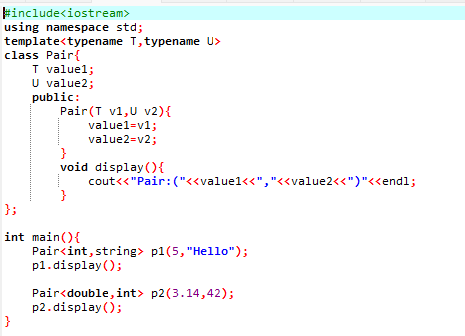 #include<iostream>
using namespace std;
template<typename T,typename U>
class Pair{
    T value1;
    U value2;
    public:
        Pair(T v1,U v2){
            value1=v1;
            value2=v2;
        }
        void display(){
            cout<<"Pair:("<<value1<<","<<value2<<")"<<endl;
        }
};
int main(){
    Pair<int,string> p1(5,"Hello");
    p1.display();
    Pair<double,int> p2(3.14,42);
    p2.display();
}